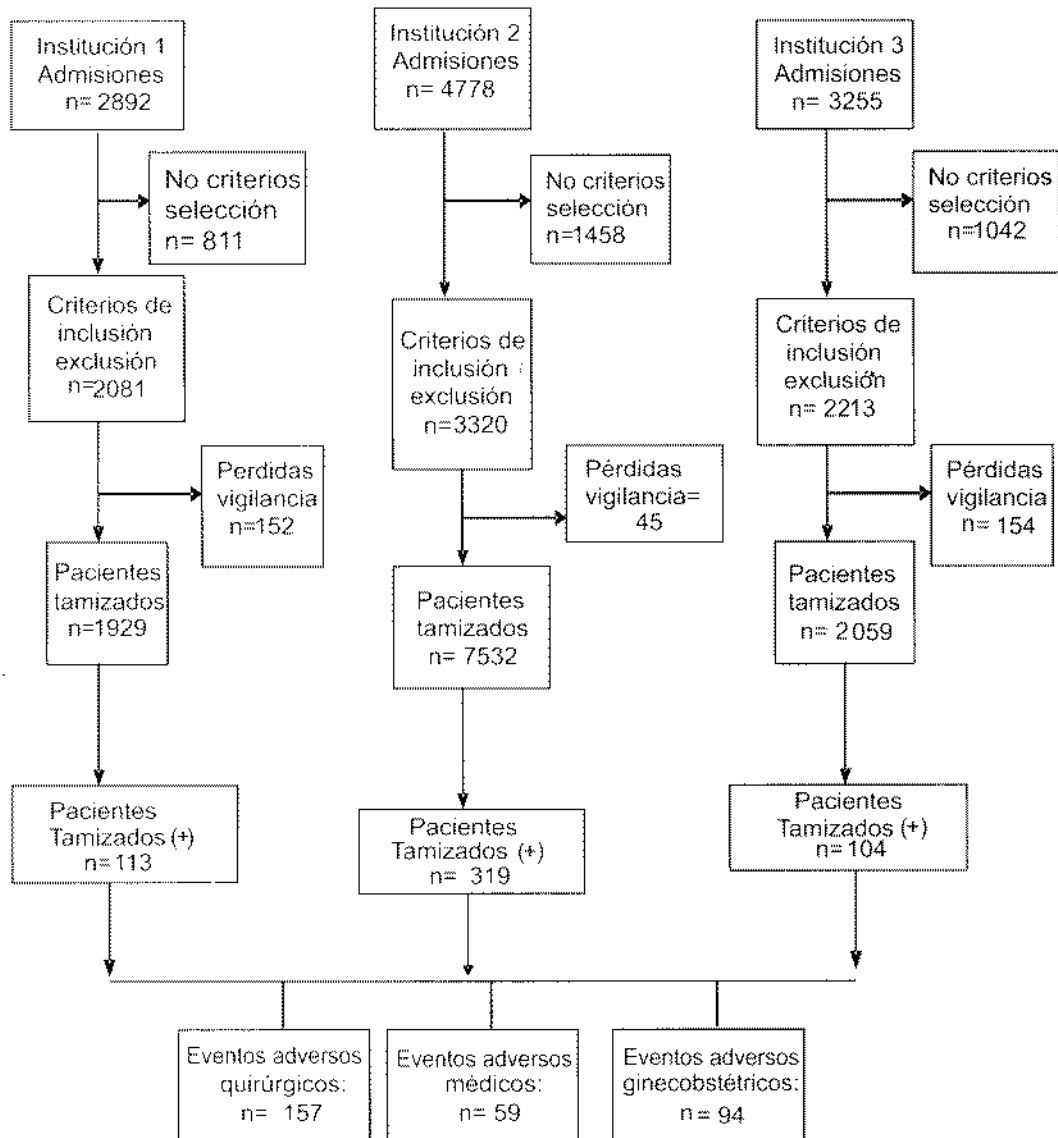 Institución 1
Admisiones
n= 2892
Institución 2
Admisiones
n= 4778
Institución 3
Admisiones
n= 3255
No criterios
selección
n= 811
No criterios
selección
n=1458
No criterios
selección
n=1042
Criterios de
inclusión
exclusión
n=2081
Criterios de
inclusión
exclusión
n=3320
Criterios de
inclusión
exclusión
n= 2213
Perdidas
vigilancia
n=152
Pérdidas
vigilancia=
45
Pérdidas
vigilancia
n= 154
Pacientes
tamizados
n=1929
Pacientes
tamizados
n= 7532
Pacientes
tamizados
n= 2059
Pacientes
Tamizados (+)
n= 113
Pacientes
Tamizados (+)
n= 319
Pacientes
Tamizados (+)
n= 104
Eventos adversos
quirúrgicos:
n= 157
Eventos adversos
médicos:
n= 59
Eventos adversos
ginecobstétricos:
n= 94